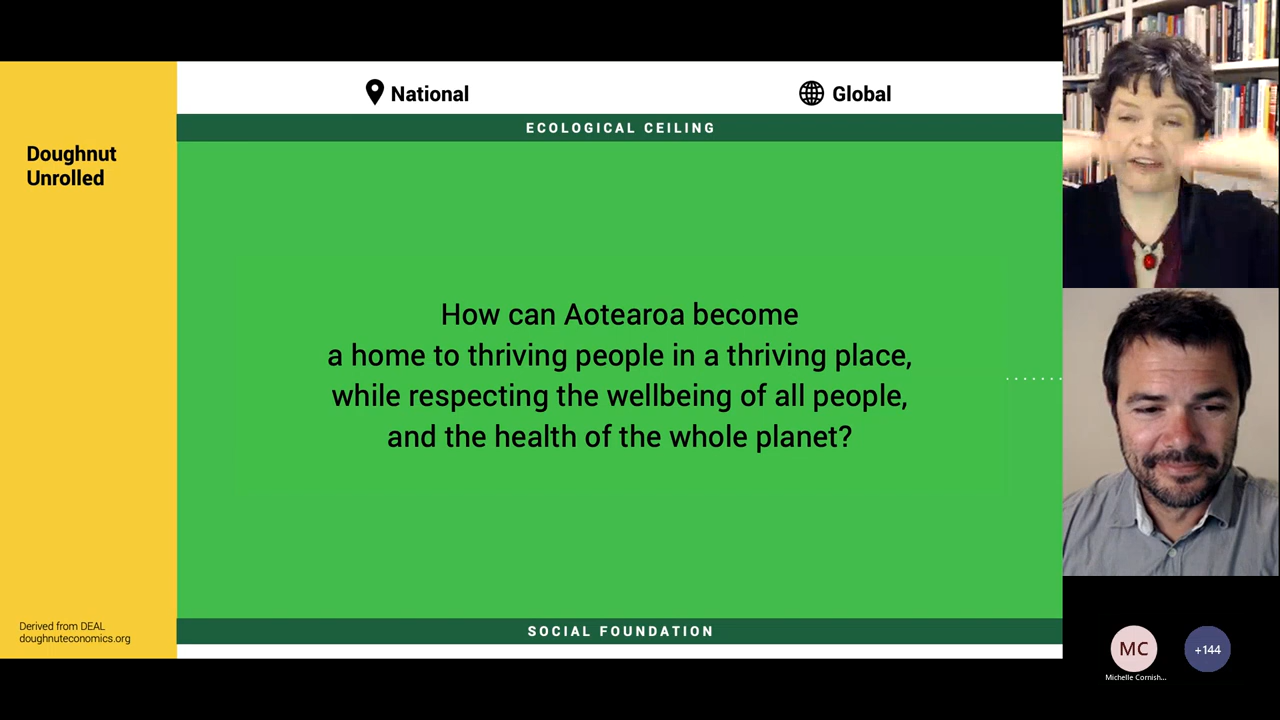 Doughnut
Unrolled
National
Global
ECOLOGICAL CEILING
How can Aotearoa become
a home to thriving people in a thriving place,
while respecting the wellbeing of all people,
and the health of the whole planet?
SOCIAL FOUNDATION
Derived from DEAL
doughnuteconomics.org
MC
+144
Michelle Cornish...